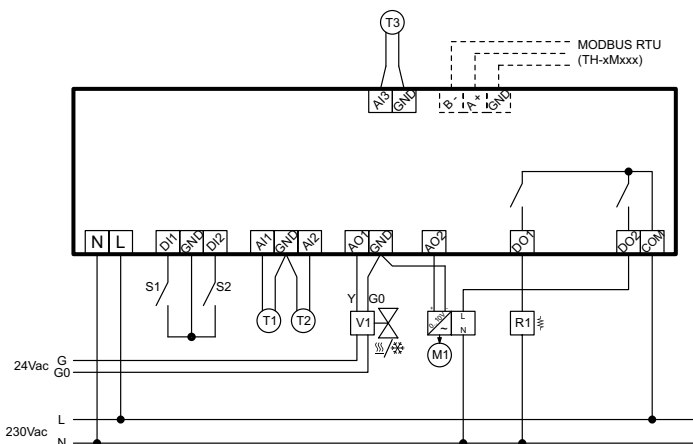 T3
MODBUS RTU
(TH-xMxxx)
AI3 GND B - A + GND
N L DI1 GND DI2 AI1 GND AI2 AO1 GND AO2 DO1 DO2 COM
S1 S2 Y G0
T1 T2 V1 0..10V ~ L N R1
M1
24Vac G
G0
230Vac L
N